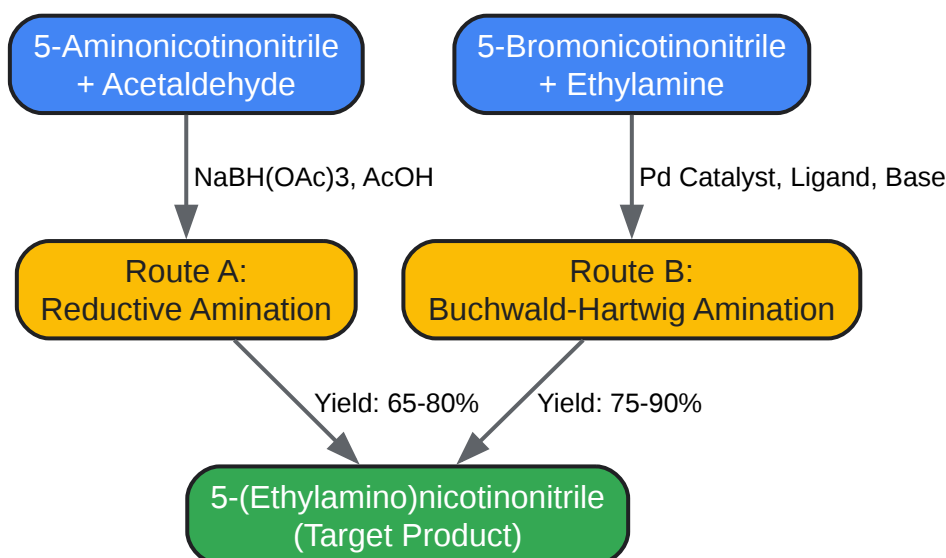 5-Aminonicotinonitrile
+ Acetaldehyde
5-Bromonicotinonitrile
+ Ethylamine
NaBH(OAc)3, AcOH
Pd Catalyst, Ligand, Base
Route A:
Reductive Amination
Route B:
Buchwald-Hartwig Amination
Yield: 65-80%
Yield: 75-90%
5-(Ethylamino)nicotinonitrile
(Target Product)